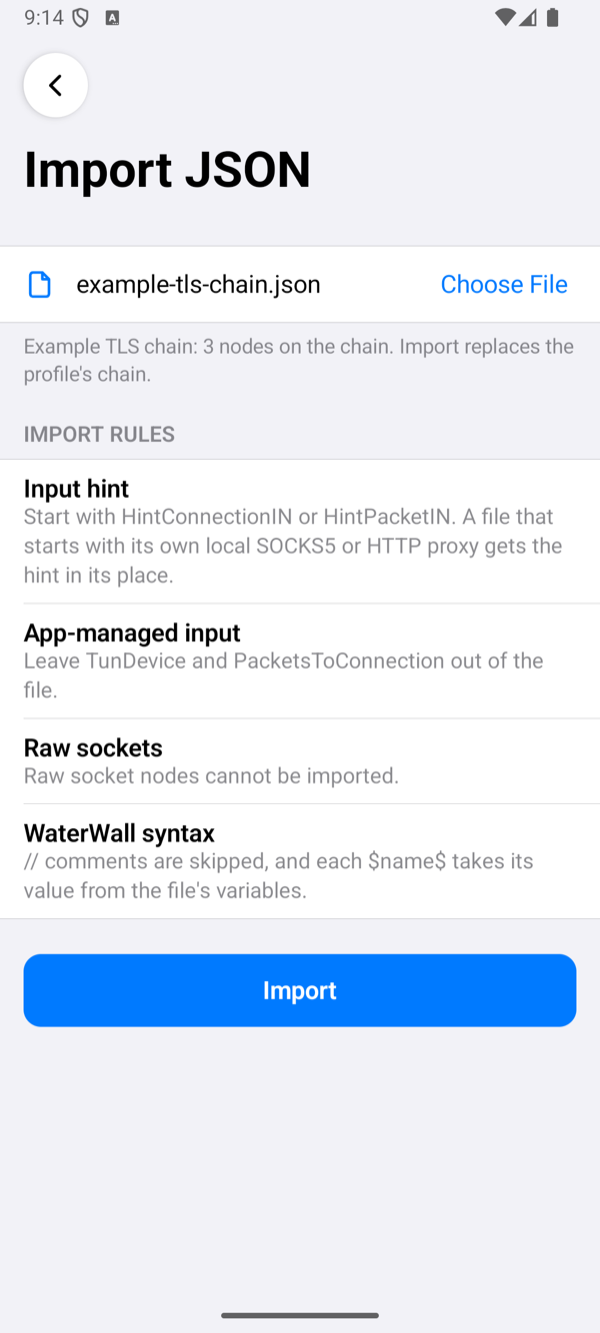 9:14
A
Import JSON
example-tls-chain.json
Choose File
Example TLS chain: 3 nodes on the chain. Import replaces the
profile's chain.
IMPORT RULES
Input hint
Start with HintConnectionIN or HintPacketIN. A file that
starts with its own local SOCKS5 or HTTP proxy gets the
hint in its place.
App-managed input
Leave TunDevice and PacketsToConnection out of the
file.
Raw sockets
Raw socket nodes cannot be imported.
WaterWall syntax
// comments are skipped, and each $name$ takes its
value from the file's variables.
Import